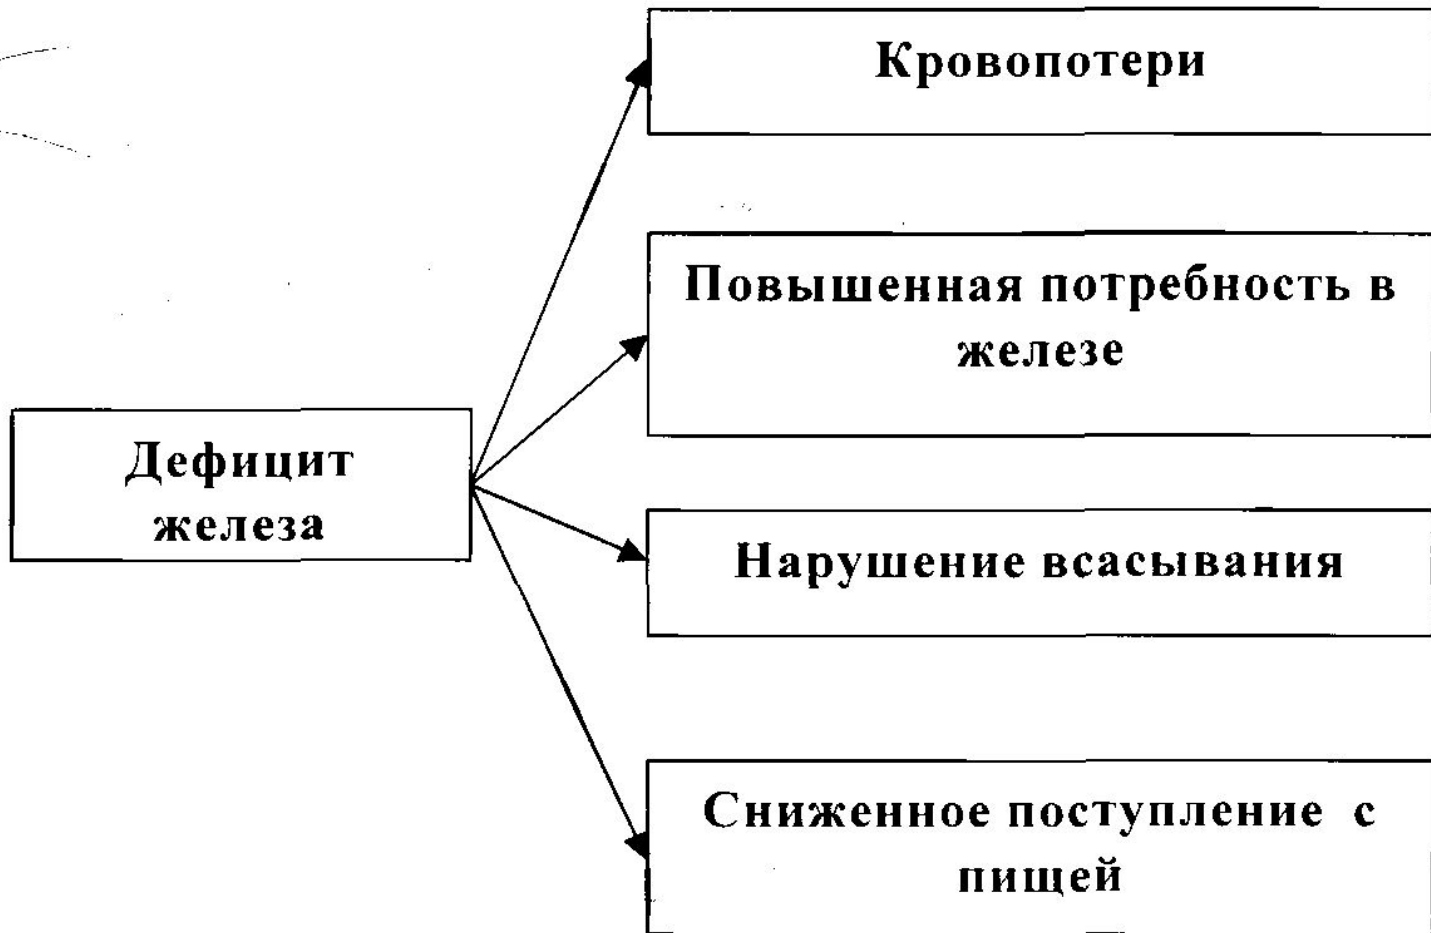 Кровопотери
Повышенная потребность в
железе
Дефицит
железа
Нарушение всасывания
Сниженное поступление с
пищей